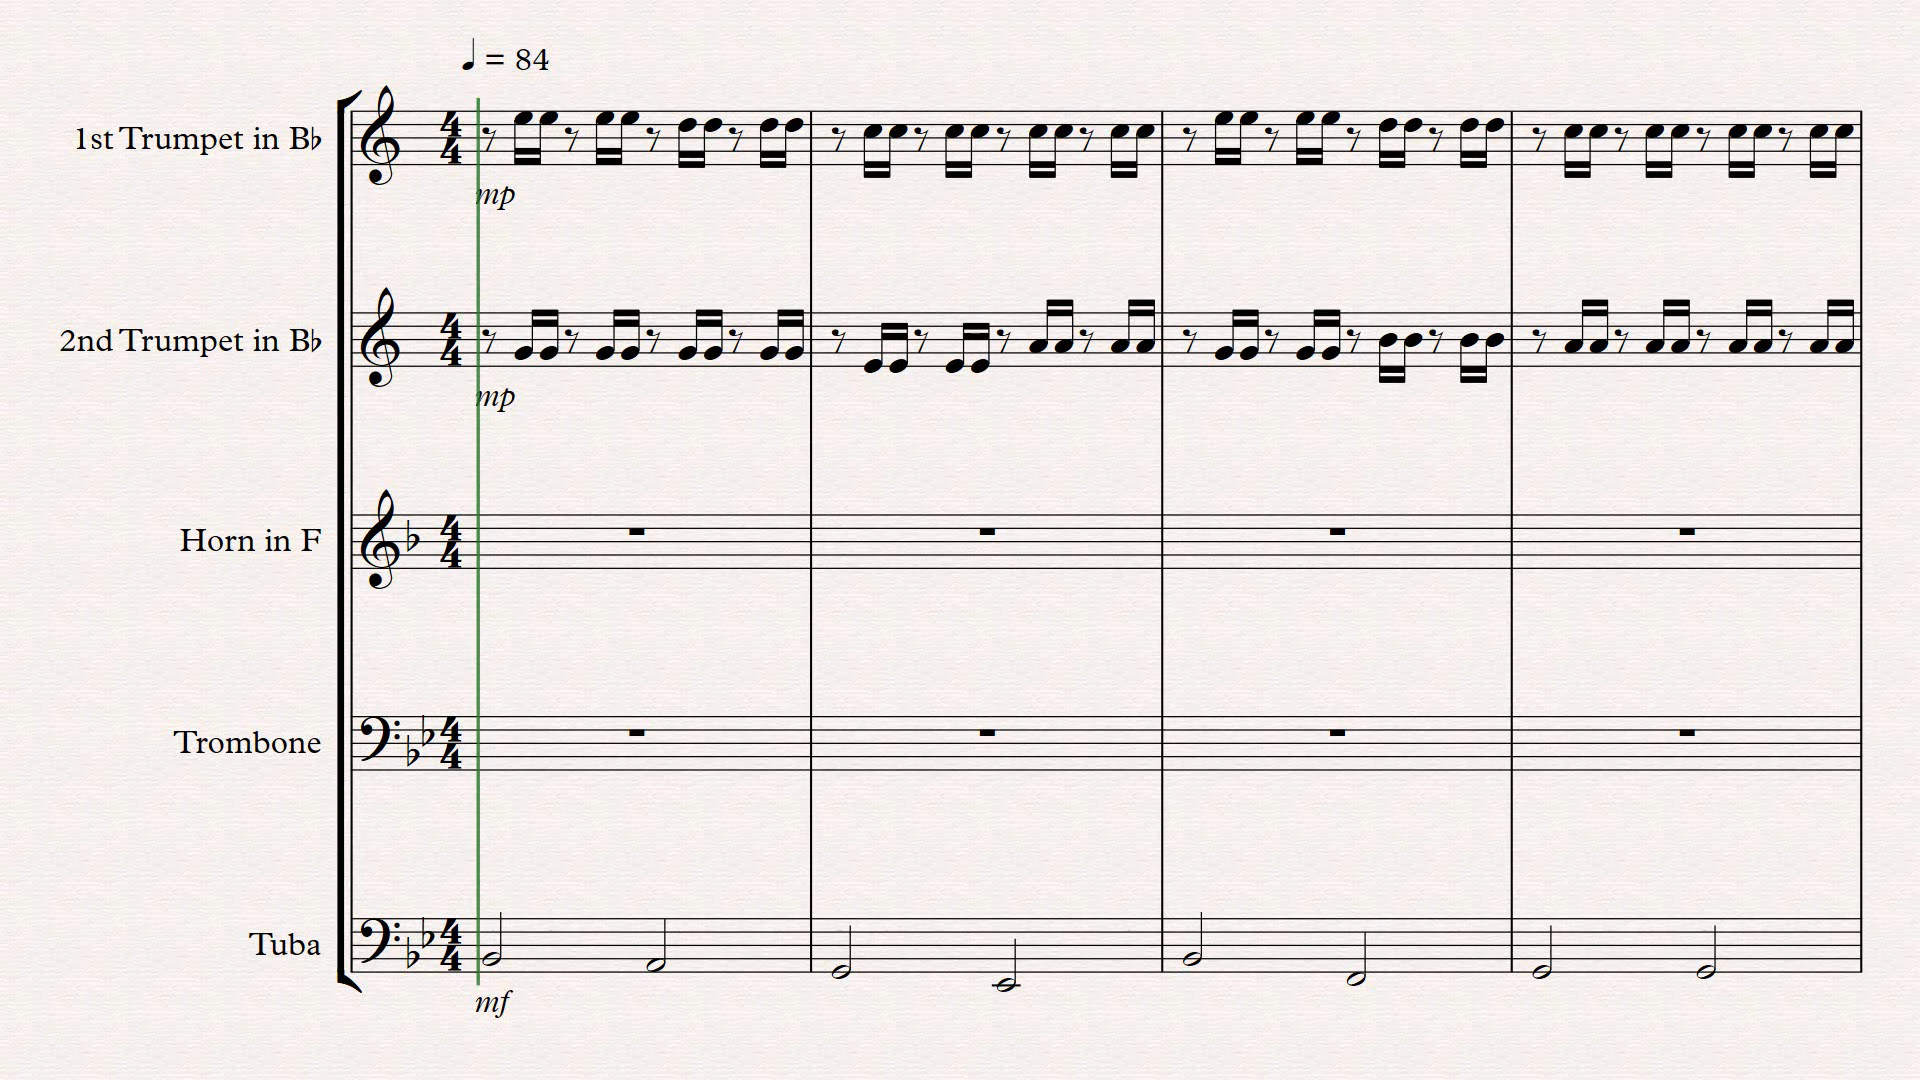 ♩ = 84
1st Trumpet in B♭
mp
2nd Trumpet in B♭
mp
Horn in F
Trombone
Tuba
mf